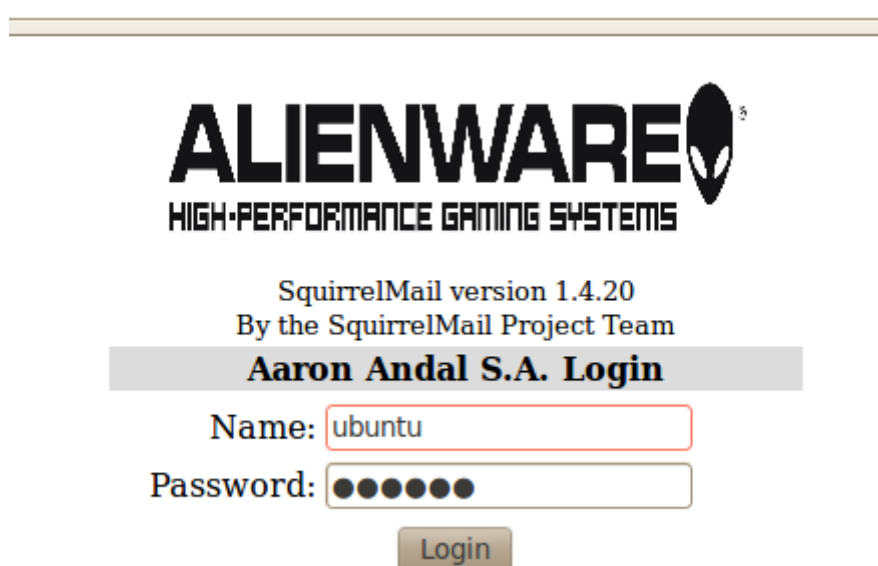 ALIENWARE
HIGH-PERFORMANCE GAMING SYSTEMS
SquirrelMail version 1.4.20
By the SquirrelMail Project Team
Aaron Andal S.A. Login
Name: ubuntu
Password: ●●●●●●
Login